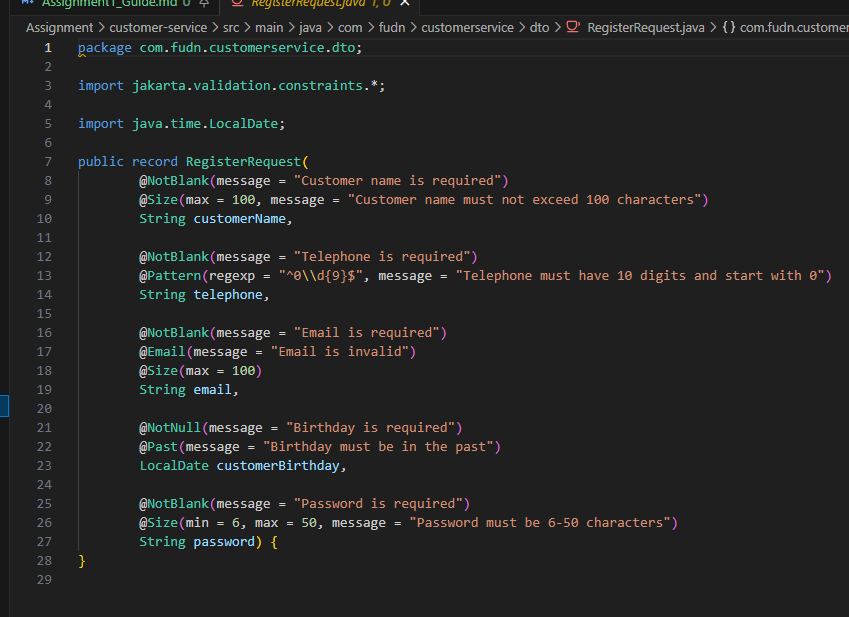 Assignment1_Guide.md U RegisterRequest.java 1, U
Assignment > customer-service > src > main > java > com > fudn > customerservice > dto > RegisterRequest.java > {} com.fudn.customer
1 package com.fudn.customerservice.dto;
2
3 import jakarta.validation.constraints.*;
4
5 import java.time.LocalDate;
6
7 public record RegisterRequest(
8 @NotBlank(message = "Customer name is required")
9 @Size(max = 100, message = "Customer name must not exceed 100 characters")
10 String customerName,
11
12 @NotBlank(message = "Telephone is required")
13 @Pattern(regexp = "^0\\d{9}$", message = "Telephone must have 10 digits and start with 0")
14 String telephone,
15
16 @NotBlank(message = "Email is required")
17 @Email(message = "Email is invalid")
18 @Size(max = 100)
19 String email,
20
21 @NotNull(message = "Birthday is required")
22 @Past(message = "Birthday must be in the past")
23 LocalDate customerBirthday,
24
25 @NotBlank(message = "Password is required")
26 @Size(min = 6, max = 50, message = "Password must be 6-50 characters")
27 String password) {
28 }
29